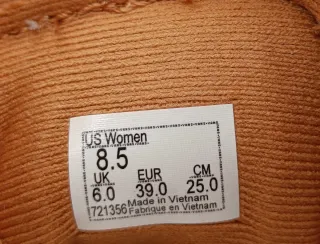 US Women
8.5
UK EUR CM
6.0 39.0 25.0
721356 Made in Vietnam
Fabrique en Vietnam